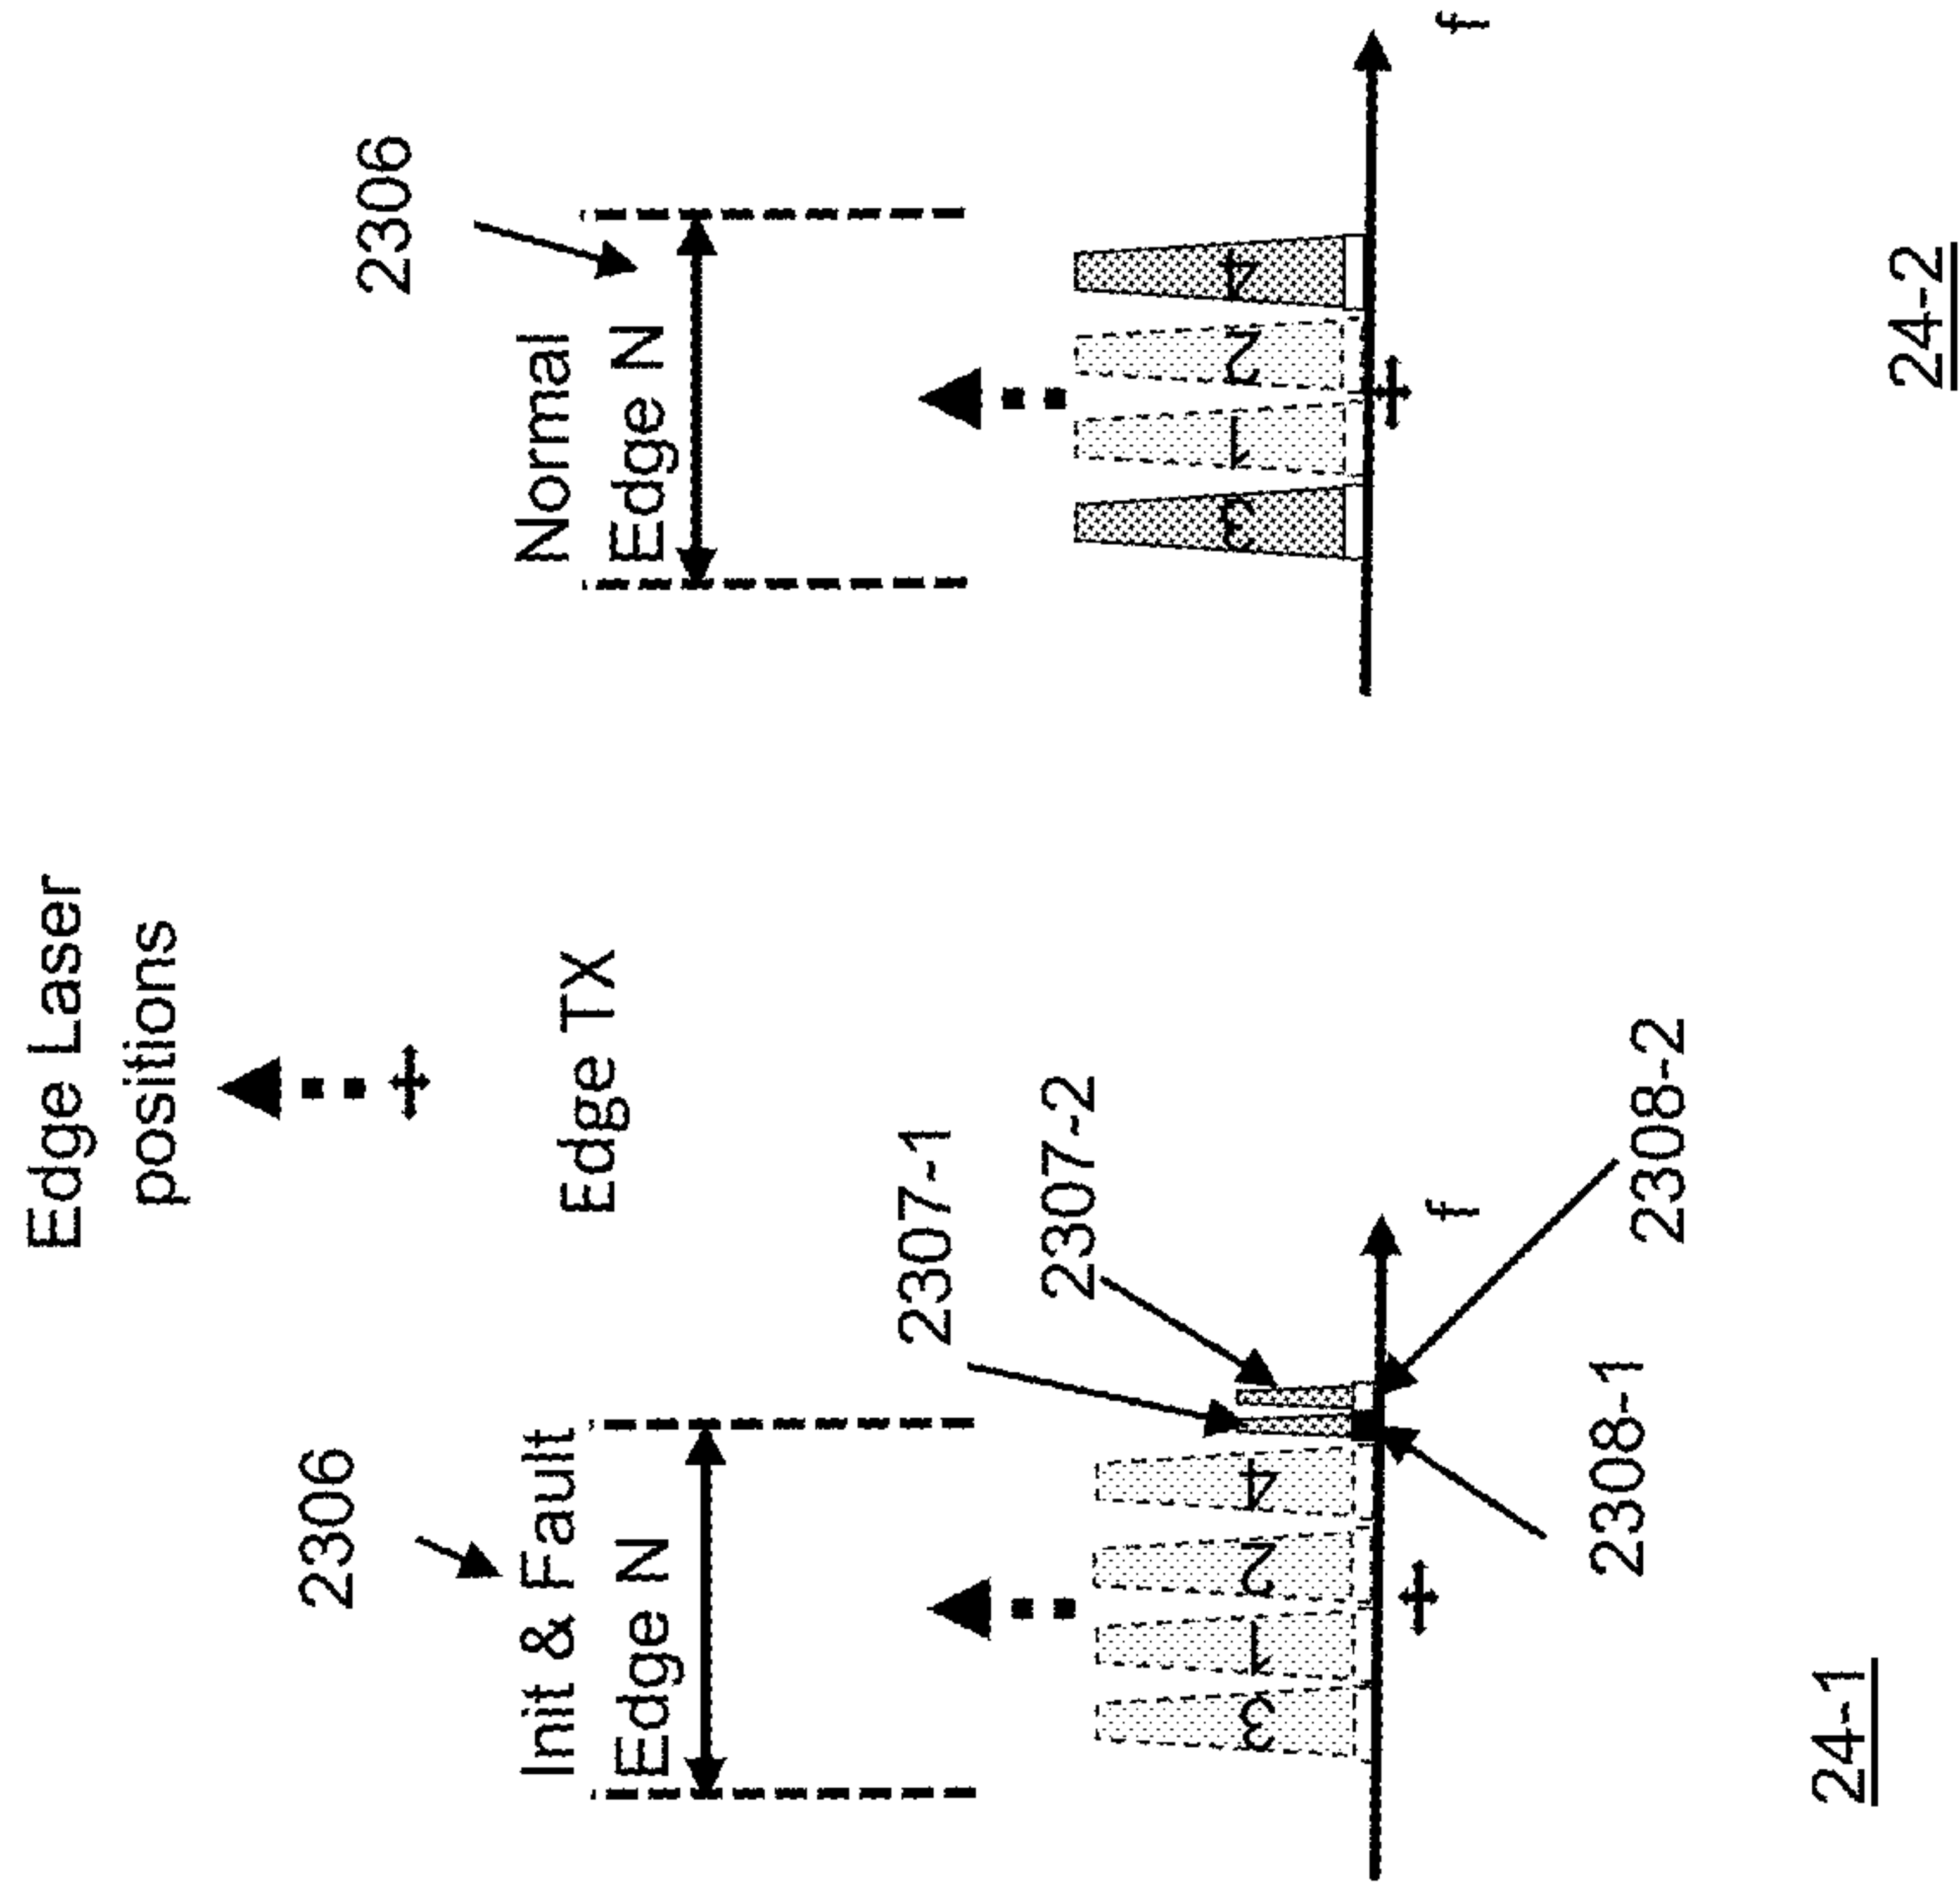 Edge Laser
positions
Edge TX
2306
Init & Fault
Edge N
2307-1
2307-2
3
1
2
4
f
2308-1
2308-2
24-1
2306
Normal
Edge N
3
1
2
4
f
24-2